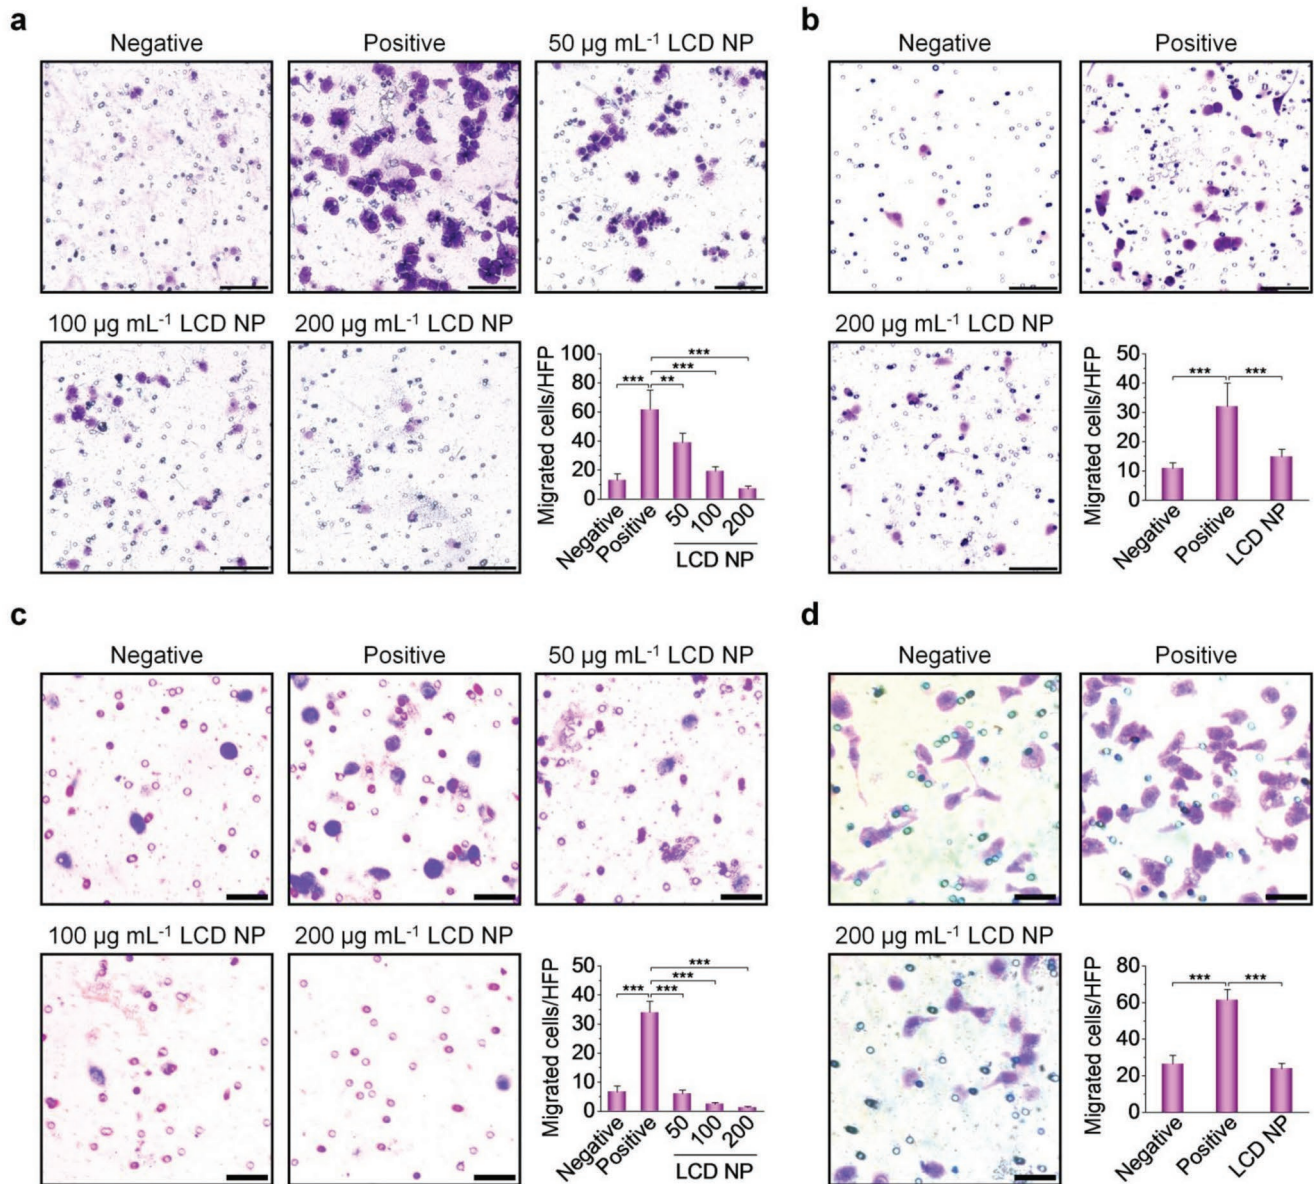 a
Negative
Positive
50 µg mL⁻¹ LCD NP
100 µg mL⁻¹ LCD NP
200 µg mL⁻¹ LCD NP
Migrated cells/HFP
100
80
60
40
20
0
***
***
*** **
Negative
Positive
50
100
200
LCD NP
b
Negative
Positive
200 µg mL⁻¹ LCD NP
Migrated cells/HFP
50
40
30
20
10
0
*** ***
Negative
Positive
LCD NP
c
Negative
Positive
50 µg mL⁻¹ LCD NP
100 µg mL⁻¹ LCD NP
200 µg mL⁻¹ LCD NP
Migrated cells/HFP
50
40
30
20
10
0
***
***
*** ***
Negative
Positive
50
100
200
LCD NP
d
Negative
Positive
200 µg mL⁻¹ LCD NP
Migrated cells/HFP
80
60
40
20
0
*** ***
Negative
Positive
LCD NP